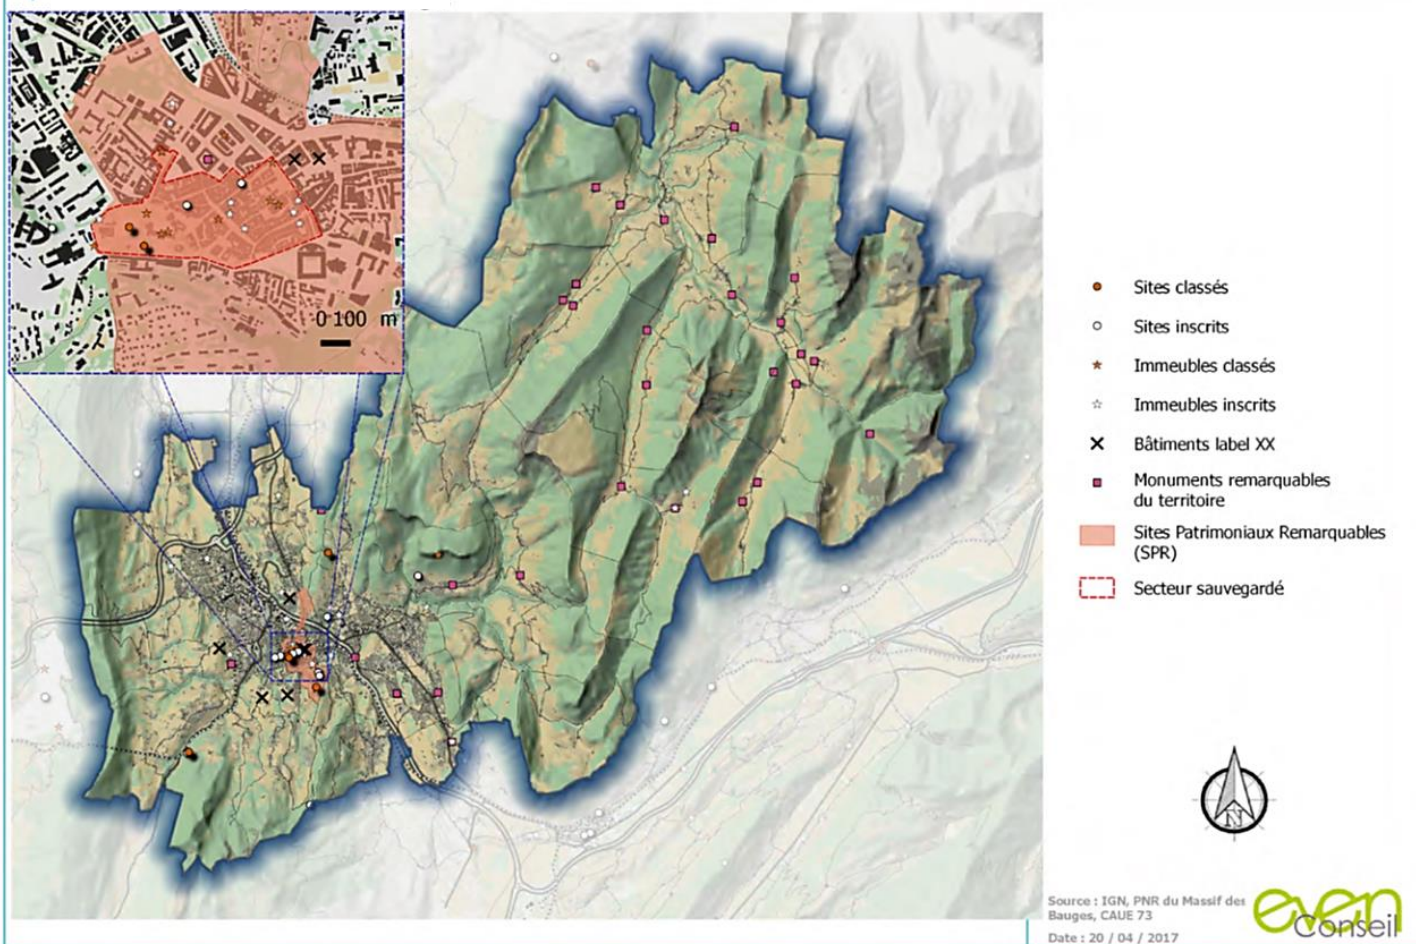 0 100 m
Sites classés
Sites inscrits
Immeubles classés
Immeubles inscrits
Bâtiments label XX
Monuments remarquables
du territoire
Sites Patrimoniaux Remarquables
(SPR)
Secteur sauvegardé
N
Source : IGN, PNR du Massif des
Bauges, CAUE 73
Date : 20 / 04 / 2017
even
Conseil